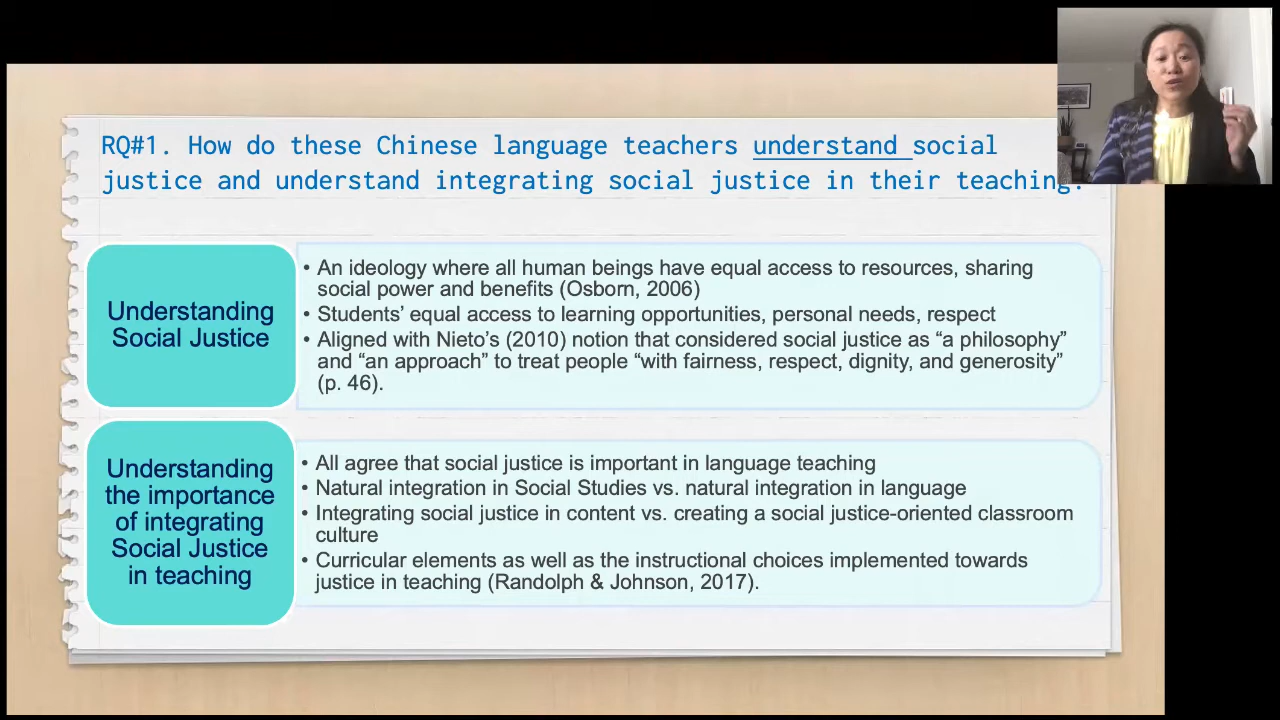 RQ#1. How do these Chinese language teachers understand social
justice and understand integrating social justice in their teaching.
Understanding
Social Justice
• An ideology where all human beings have equal access to resources, sharing
social power and benefits (Osborn, 2006)
• Students’ equal access to learning opportunities, personal needs, respect
• Aligned with Nieto’s (2010) notion that considered social justice as “a philosophy”
and “an approach” to treat people “with fairness, respect, dignity, and generosity”
(p. 46).
Understanding
the importance
of integrating
Social Justice
in teaching
• All agree that social justice is important in language teaching
• Natural integration in Social Studies vs. natural integration in language
• Integrating social justice in content vs. creating a social justice-oriented classroom
culture
• Curricular elements as well as the instructional choices implemented towards
justice in teaching (Randolph & Johnson, 2017).